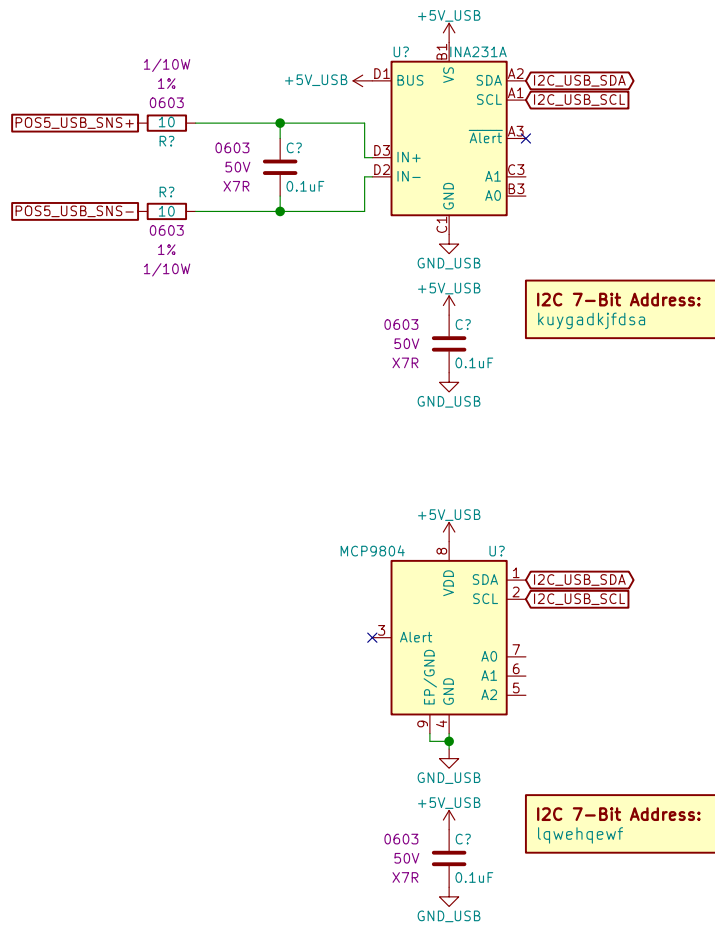 +5V_USB
U?
INA231A
B1
VS
+5V_USB
D1
BUS
SDA
A2
I2C_USB_SDA
SCL
A1
I2C_USB_SCL
1/10W
1%
0603
POS5_USB_SNS+
10
R?
Alert
A3
0603
50V
X7R
C?
0.1uF
D3
IN+
D2
IN-
A1
C3
A0
B3
R?
POS5_USB_SNS-
10
0603
1%
1/10W
GND
C1
GND_USB
+5V_USB
0603
50V
X7R
C?
0.1uF
GND_USB
I2C 7-Bit Address:
kuygadkjfdsa
+5V_USB
MCP9804
U?
8
VDD
SDA
1
I2C_USB_SDA
SCL
2
I2C_USB_SCL
3
Alert
A0
7
A1
6
A2
5
EP/GND
GND
9
4
GND_USB
+5V_USB
0603
50V
X7R
C?
0.1uF
GND_USB
I2C 7-Bit Address:
lqwehqewf